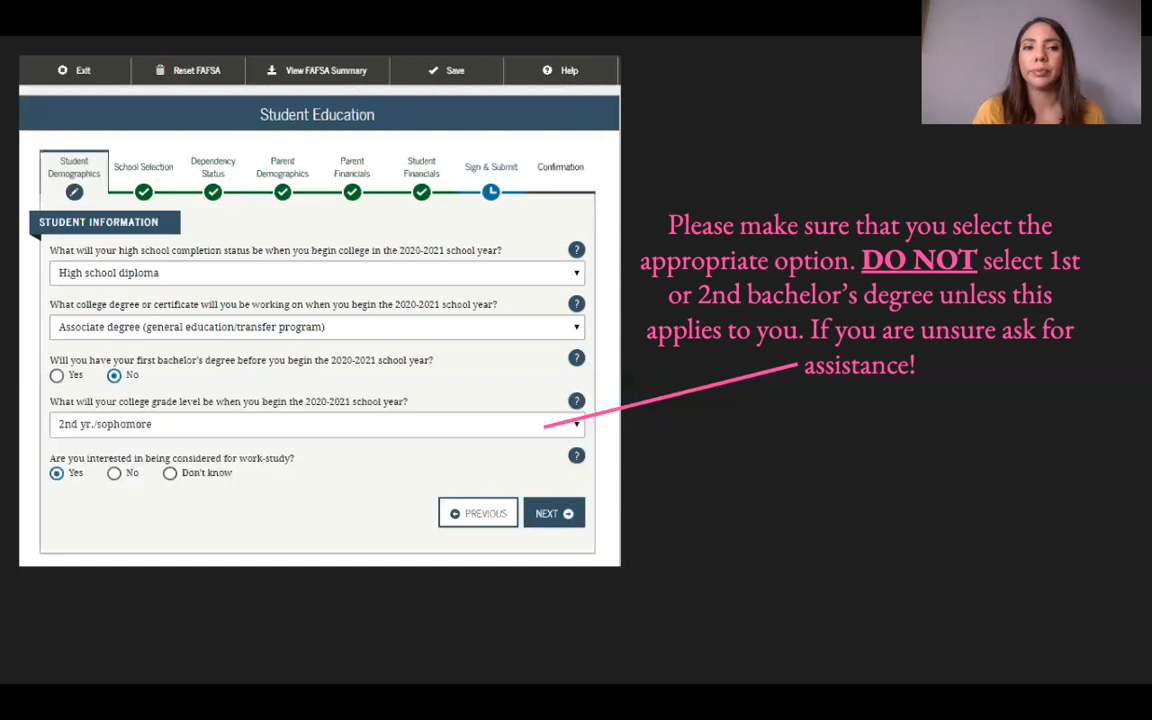 Exit
Reset FAFSA
View FAFSA Summary
Save
Help
Student Education
Student
Demographics
School Selection
Dependency
Status
Parent
Demographics
Parent
Financials
Student
Financials
Sign & Submit
Confirmation
STUDENT INFORMATION
What will your high school completion status be when you begin college in the 2020-2021 school year?
?
High school diploma
What college degree or certificate will you be working on when you begin the 2020-2021 school year?
?
Associate degree (general education/transfer program)
Will you have your first bachelor's degree before you begin the 2020-2021 school year?
?
Yes No
What will your college grade level be when you begin the 2020-2021 school year?
?
2nd yr./sophomore
Are you interested in being considered for work-study?
?
Yes No Don't know
PREVIOUS
NEXT
Please make sure that you select the
appropriate option. DO NOT select 1st
or 2nd bachelor’s degree unless this
applies to you. If you are unsure ask for
assistance!